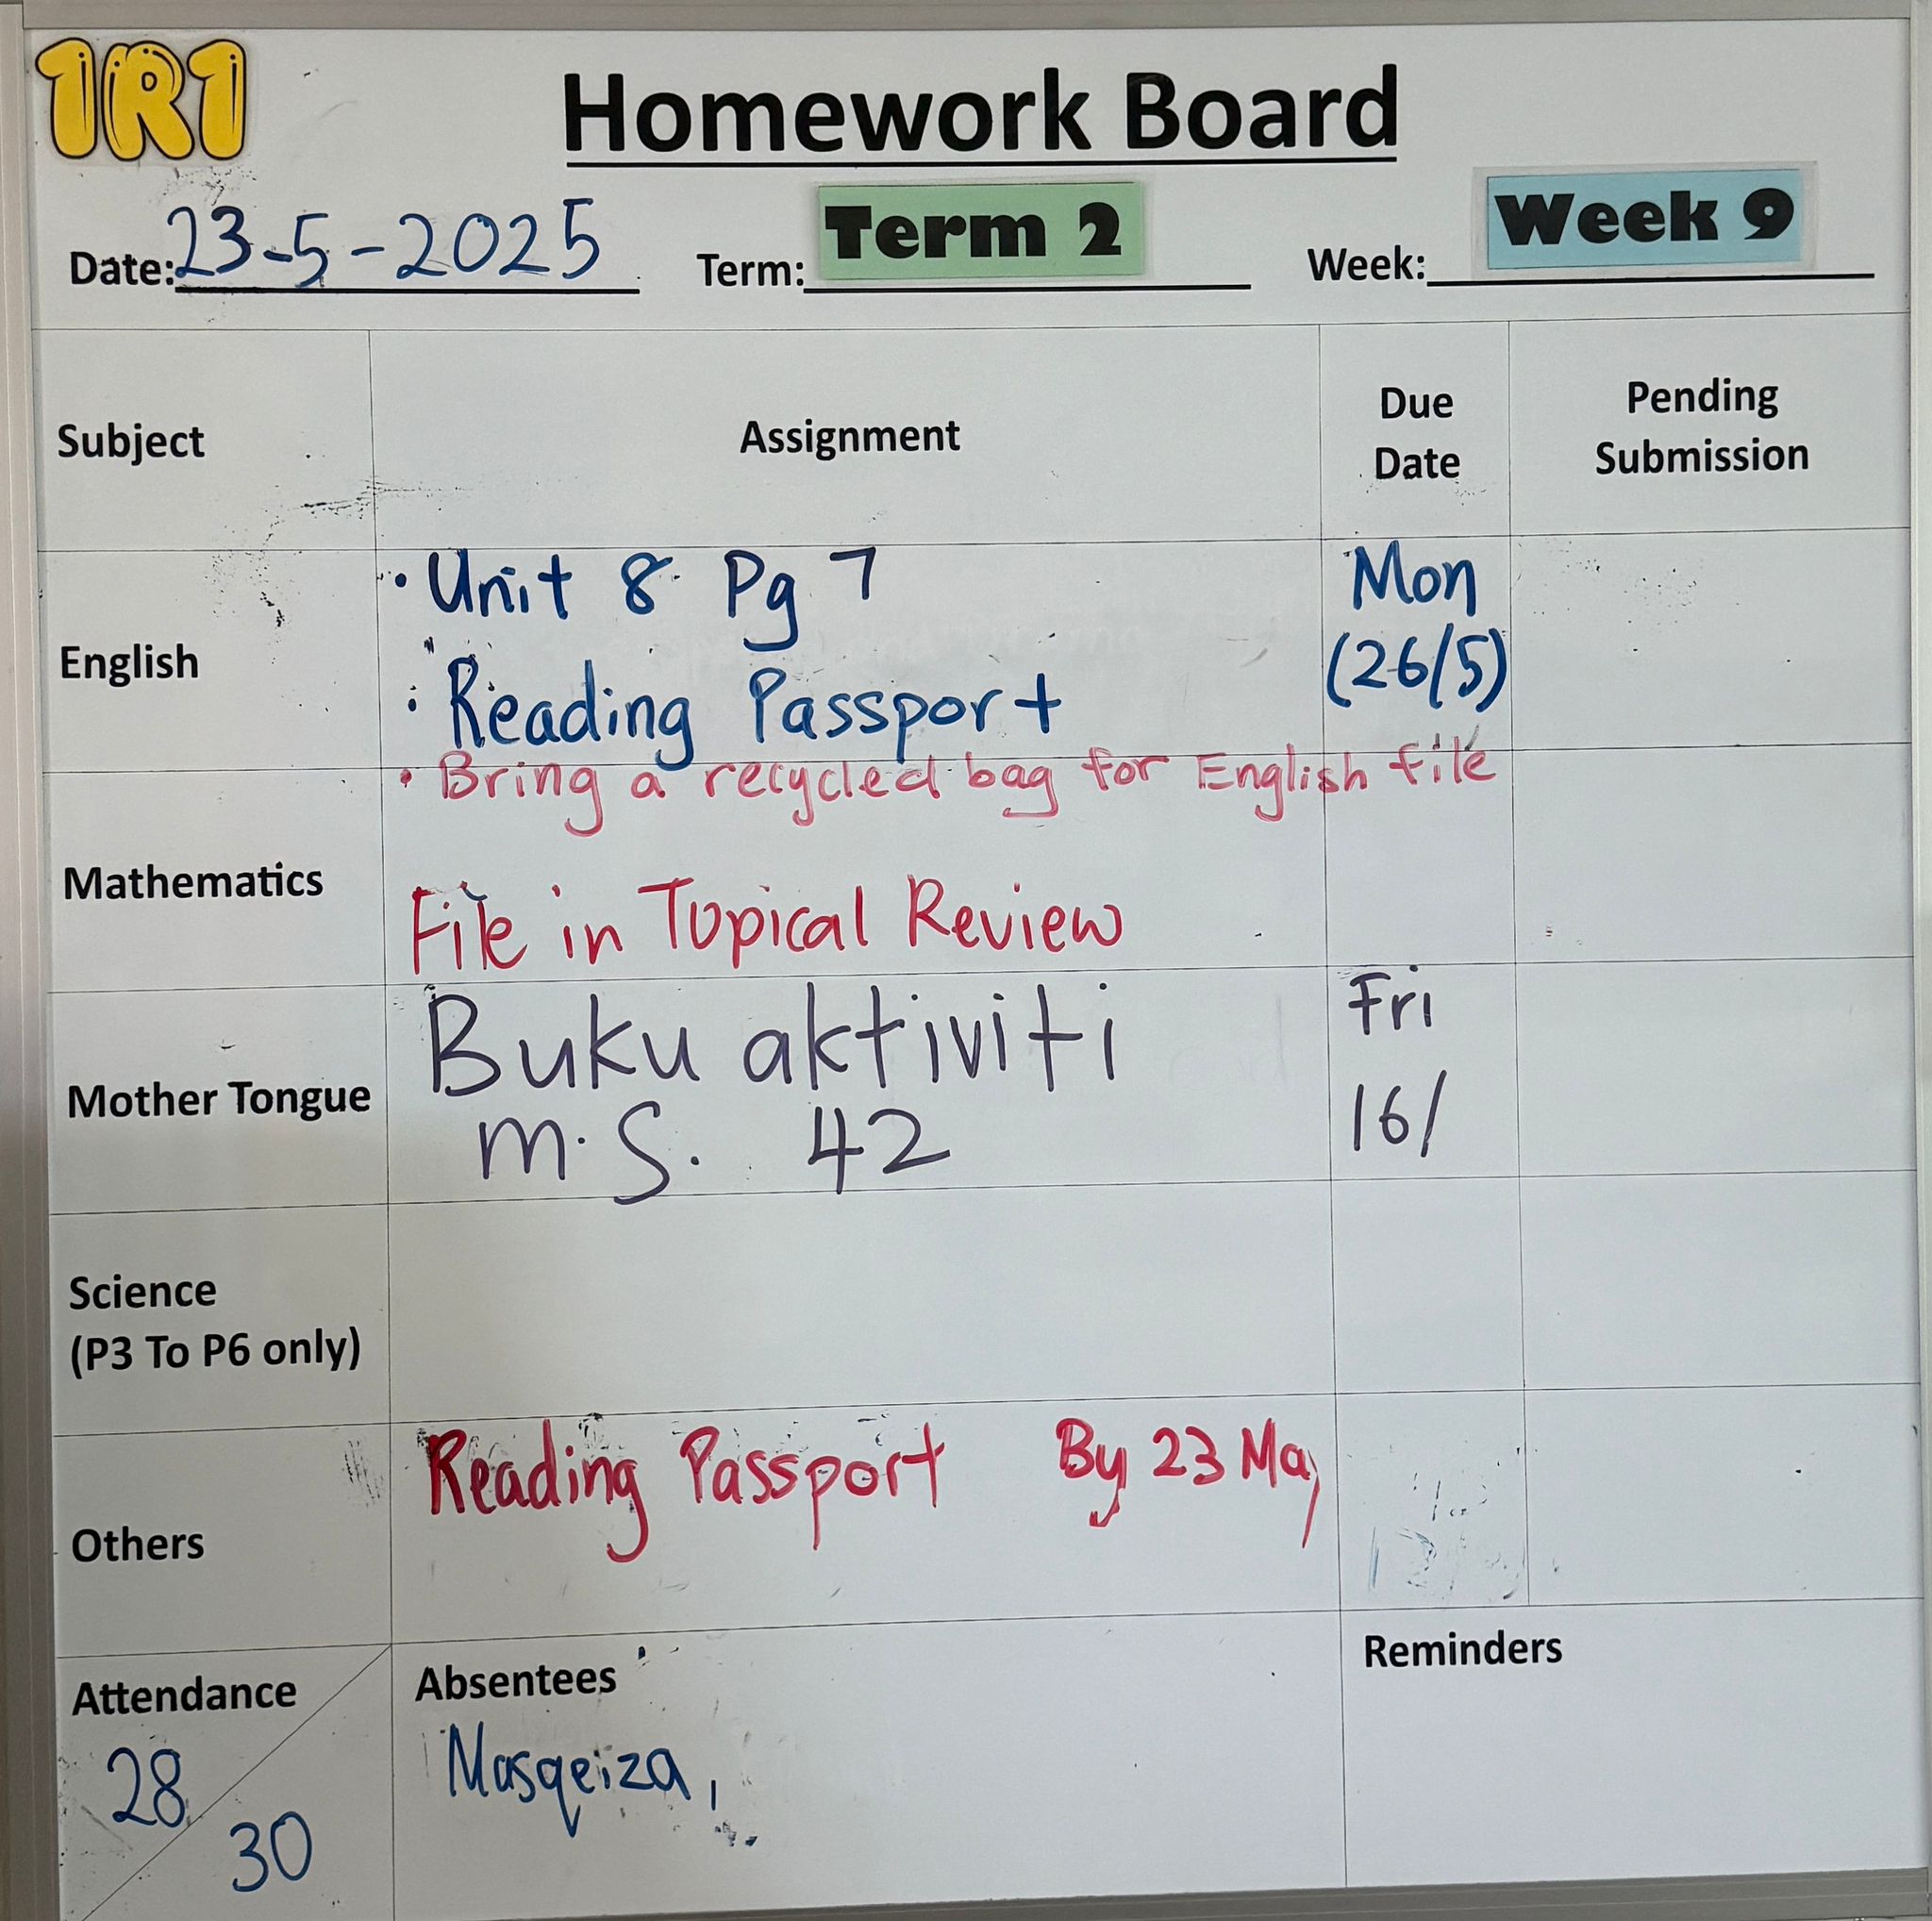 1R1
Homework Board
Date: 23-5-2025 Term: Term 2 Week: Week 9
Subject Assignment Due Date Pending Submission
English
· Unit 8 Pg 7
Mon
(26/5)
· Reading Passport
· Bring a recycled bag for English file
Mathematics
File in Topical Review
Mother Tongue
Buku aktiviti
m.s. 42
Fri
16/
Science
(P3 To P6 only)
Others
Reading Passport By 23 May
Attendance
28
30
Absentees
Masqeiza,
Reminders